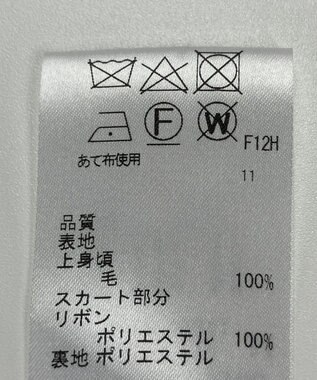 F W F12H
あて布使用
11
品質
表地
上身頃
毛 100%
スカート部分
リボン
ポリエステル 100%
裏地 ポリエステル